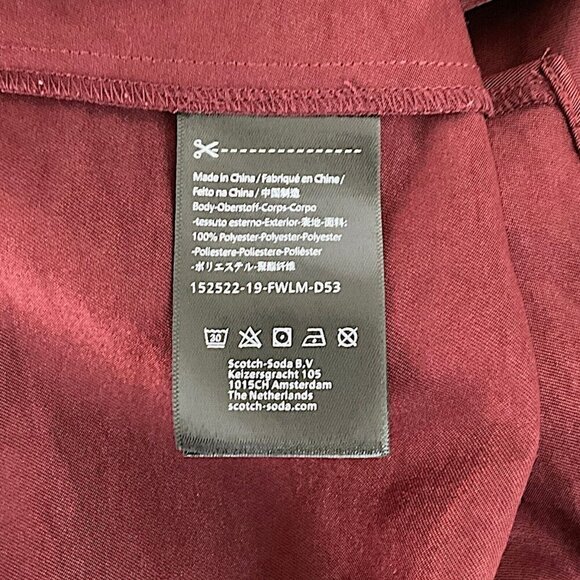 Made in China / Fabriqué en Chine /
Feito na China / 中国制造
Body-Oberstoff-Corps-Corpo
-tessuto esterno-Exterior-表地-面料:
100% Polyester-Polyester-Polyester
-Poliestere-Poliestere-Poliéster
-ポリエステル-聚酯纤维
152522-19-FWLM-D53
30
Scotch-Soda B.V
Keizersgracht 105
1015CH Amsterdam
The Netherlands
scotch-soda.com